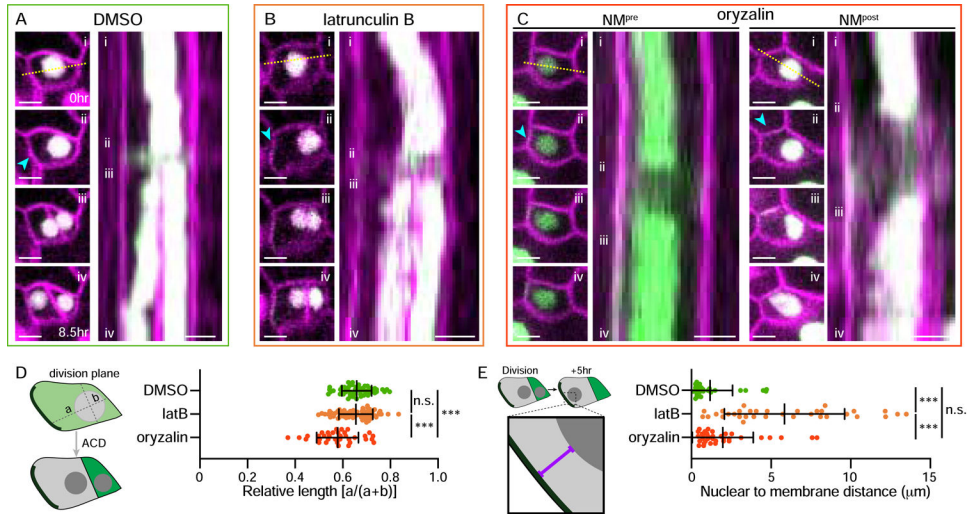 A DMSO
i
0hr
ii
iii
iv
8.5hr
i
ii
iii
iv
B latrunculin B
i
ii
iii
iv
i
ii
iii
iv
C oryzalin
NMpre
NMpost
i
ii
iii
iv
i
ii
iii
iv
i
ii
iii
iv
i
ii
iii
iv
D
division plane
a
b
ACD
DMSO
latB
oryzalin
n.s.
***
***
0
0.2
0.4
0.6
0.8
1.0
Relative length [a/(a+b)]
E
Division
+5hr
DMSO
latB
oryzalin
***
***
n.s.
0
5
10
15
Nuclear to membrane distance (μm)